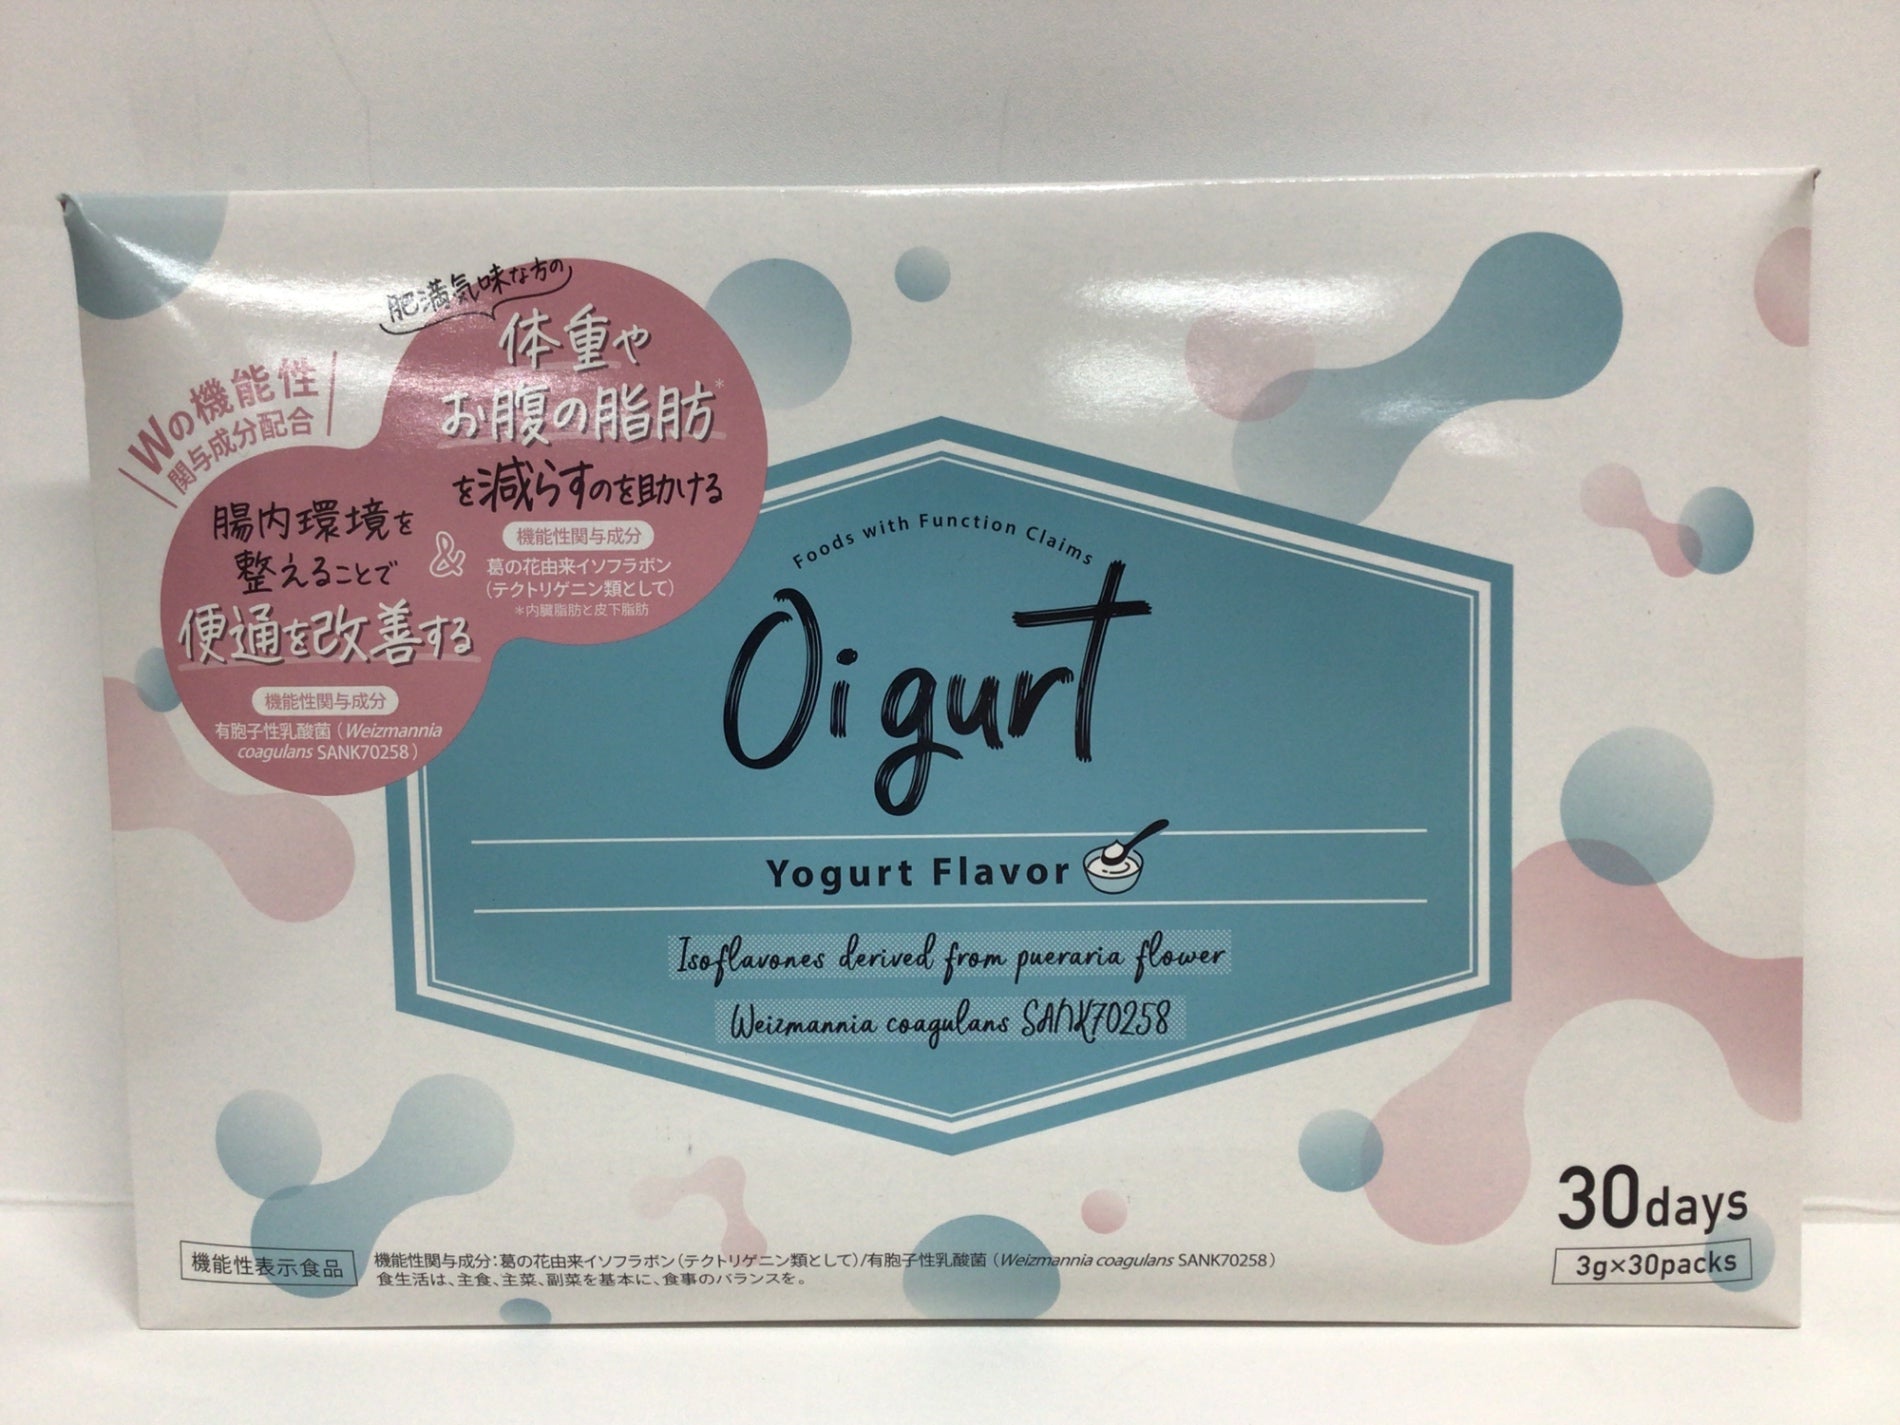 肥満気味な方の
体重や
お腹の脂肪*
を減らすのを助ける
機能性関与成分
葛の花由来イソフラボン
(テクトリゲニン類として)
*内臓脂肪と皮下脂肪
Wの機能性
関与成分配合
&
腸内環境を
整えることで
便通を改善する
機能性関与成分
有胞子性乳酸菌(Weizmannia
coagulans SANK70258)
Foods with Function Claims
Oigurt
Yogurt Flavor
Isoflavones derived from pueraria flower
Weizmannia coagulans SANK70258
30days
3g×30packs
機能性表示食品
機能性関与成分:葛の花由来イソフラボン(テクトリゲニン類として)/有胞子性乳酸菌(Weizmannia coagulans SANK70258)
食生活は、主食、主菜、副菜を基本に、食事のバランスを。